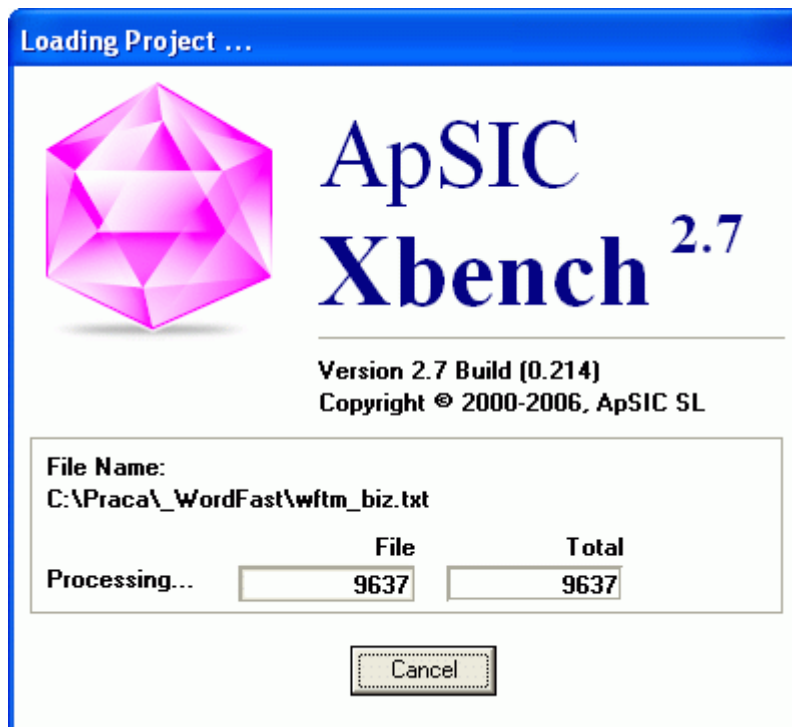 Loading Project ...
ApSIC
Xbench 2.7
Version 2.7 Build (0.214)
Copyright © 2000-2006, ApSIC SL
File Name:
C:\Praca\_WordFast\wftm_biz.txt
File Total
Processing... 9637 9637
Cancel